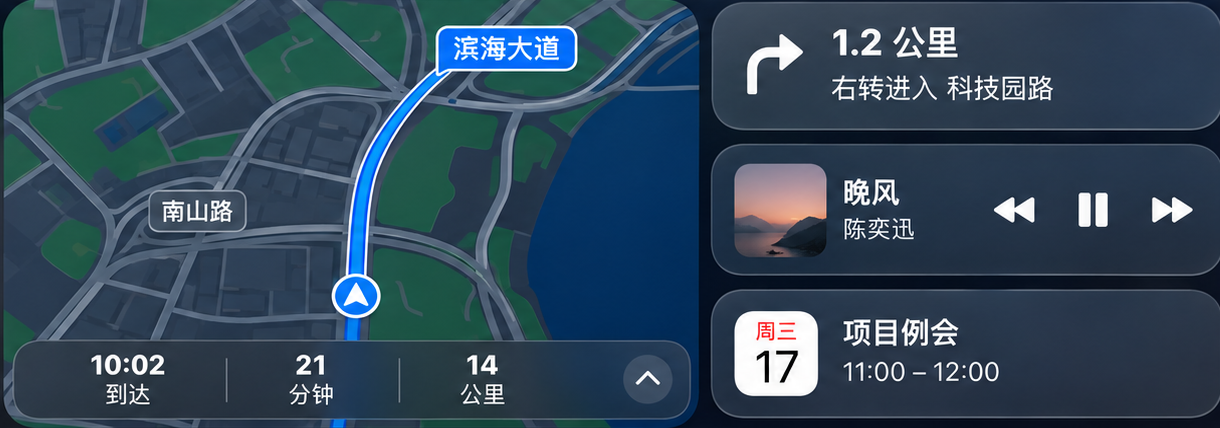 滨海大道
南山路
10:02
到达
21
分钟
14
公里
1.2 公里
右转进入 科技园路
晚风
陈奕迅
周三
17
项目例会
11:00 – 12:00